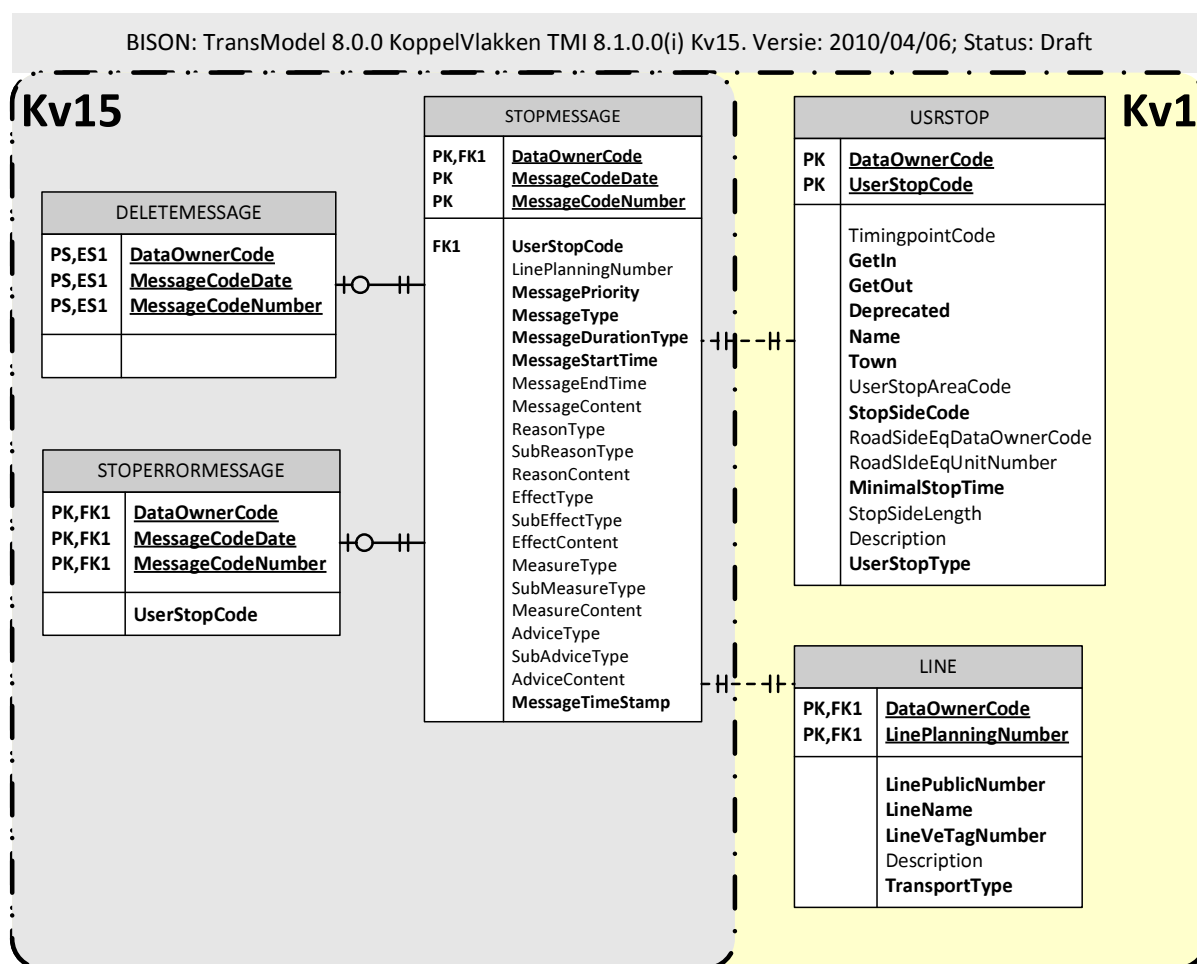 BISON: TransModel 8.0.0 KoppelVlakken TMI 8.1.0.0(i) Kv15. Versie: 2010/04/06; Status: Draft
Kv15
DELETEMESSAGE
PS,ES1 DataOwnerCode
PS,ES1 MessageCodeDate
PS,ES1 MessageCodeNumber
STOPERRORMESSAGE
PK,FK1 DataOwnerCode
PK,FK1 MessageCodeDate
PK,FK1 MessageCodeNumber
UserStopCode
STOPMESSAGE
PK,FK1 DataOwnerCode
PK MessageCodeDate
PK MessageCodeNumber
FK1 UserStopCode
LinePlanningNumber
MessagePriority
MessageType
MessageDurationType
MessageStartTime
MessageEndTime
MessageContent
ReasonType
SubReasonType
ReasonContent
EffectType
SubEffectType
EffectContent
MeasureType
SubMeasureType
MeasureContent
AdviceType
SubAdviceType
AdviceContent
MessageTimeStamp
Kv1
USRSTOP
PK DataOwnerCode
PK UserStopCode
TimingpointCode
GetIn
GetOut
Deprecated
Name
Town
UserStopAreaCode
StopSideCode
RoadSideEqDataOwnerCode
RoadSIdeEqUnitNumber
MinimalStopTime
StopSideLength
Description
UserStopType
LINE
PK,FK1 DataOwnerCode
PK,FK1 LinePlanningNumber
LinePublicNumber
LineName
LineVeTagNumber
Description
TransportType